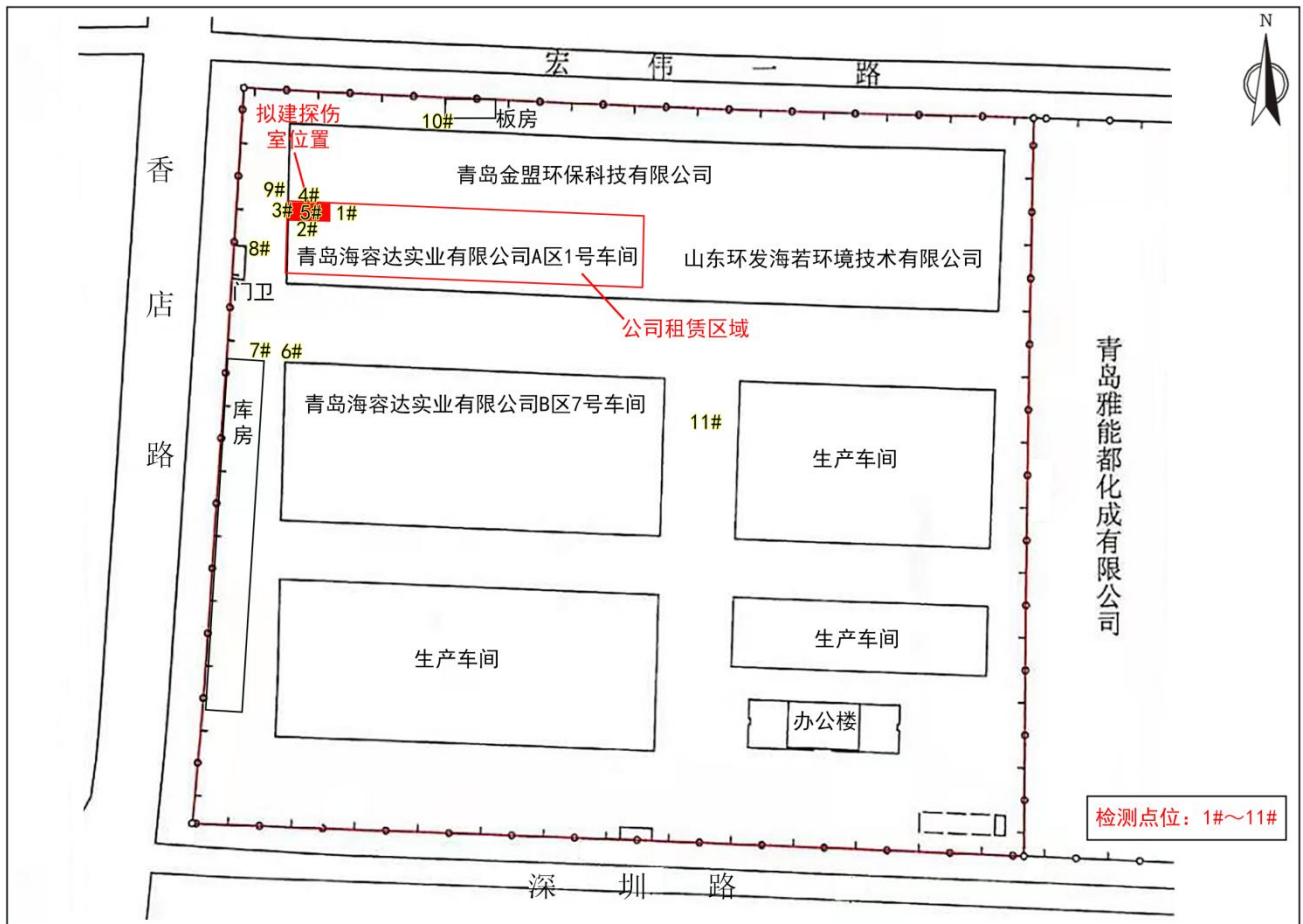 N
宏伟一路
拟建探伤
室位置
10#
板房
香店路
青岛金盟环保科技有限公司
9#
4#
3#
5#
1#
2#
8#
青岛海容达实业有限公司A区1号车间
山东环发海若环境技术有限公司
门卫
公司租赁区域
7#
6#
青岛雅能都化成有限公司
库房
青岛海容达实业有限公司B区7号车间
11#
生产车间
生产车间
生产车间
办公楼
检测点位：1#～11#
深圳路